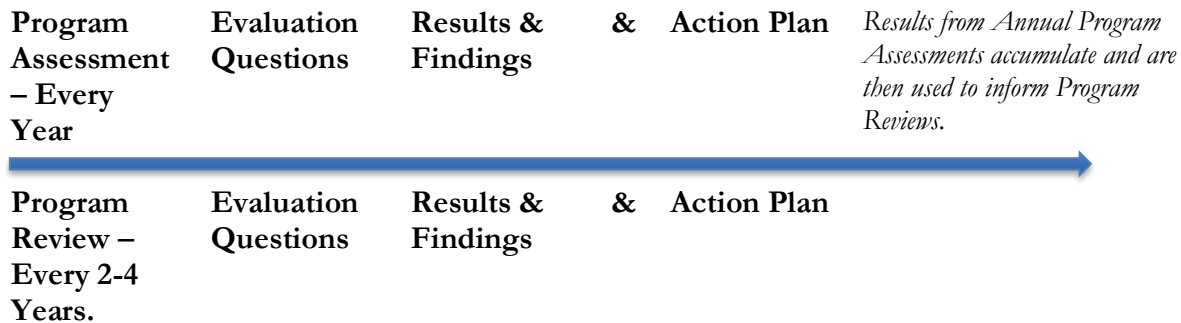 Program
Assessment
– Every
Year
Evaluation
Questions
Results &
Findings
&
Action Plan
Results from Annual Program
Assessments accumulate and are
then used to inform Program
Reviews.
Program
Review –
Every 2-4
Years.
Evaluation
Questions
Results &
Findings
&
Action Plan